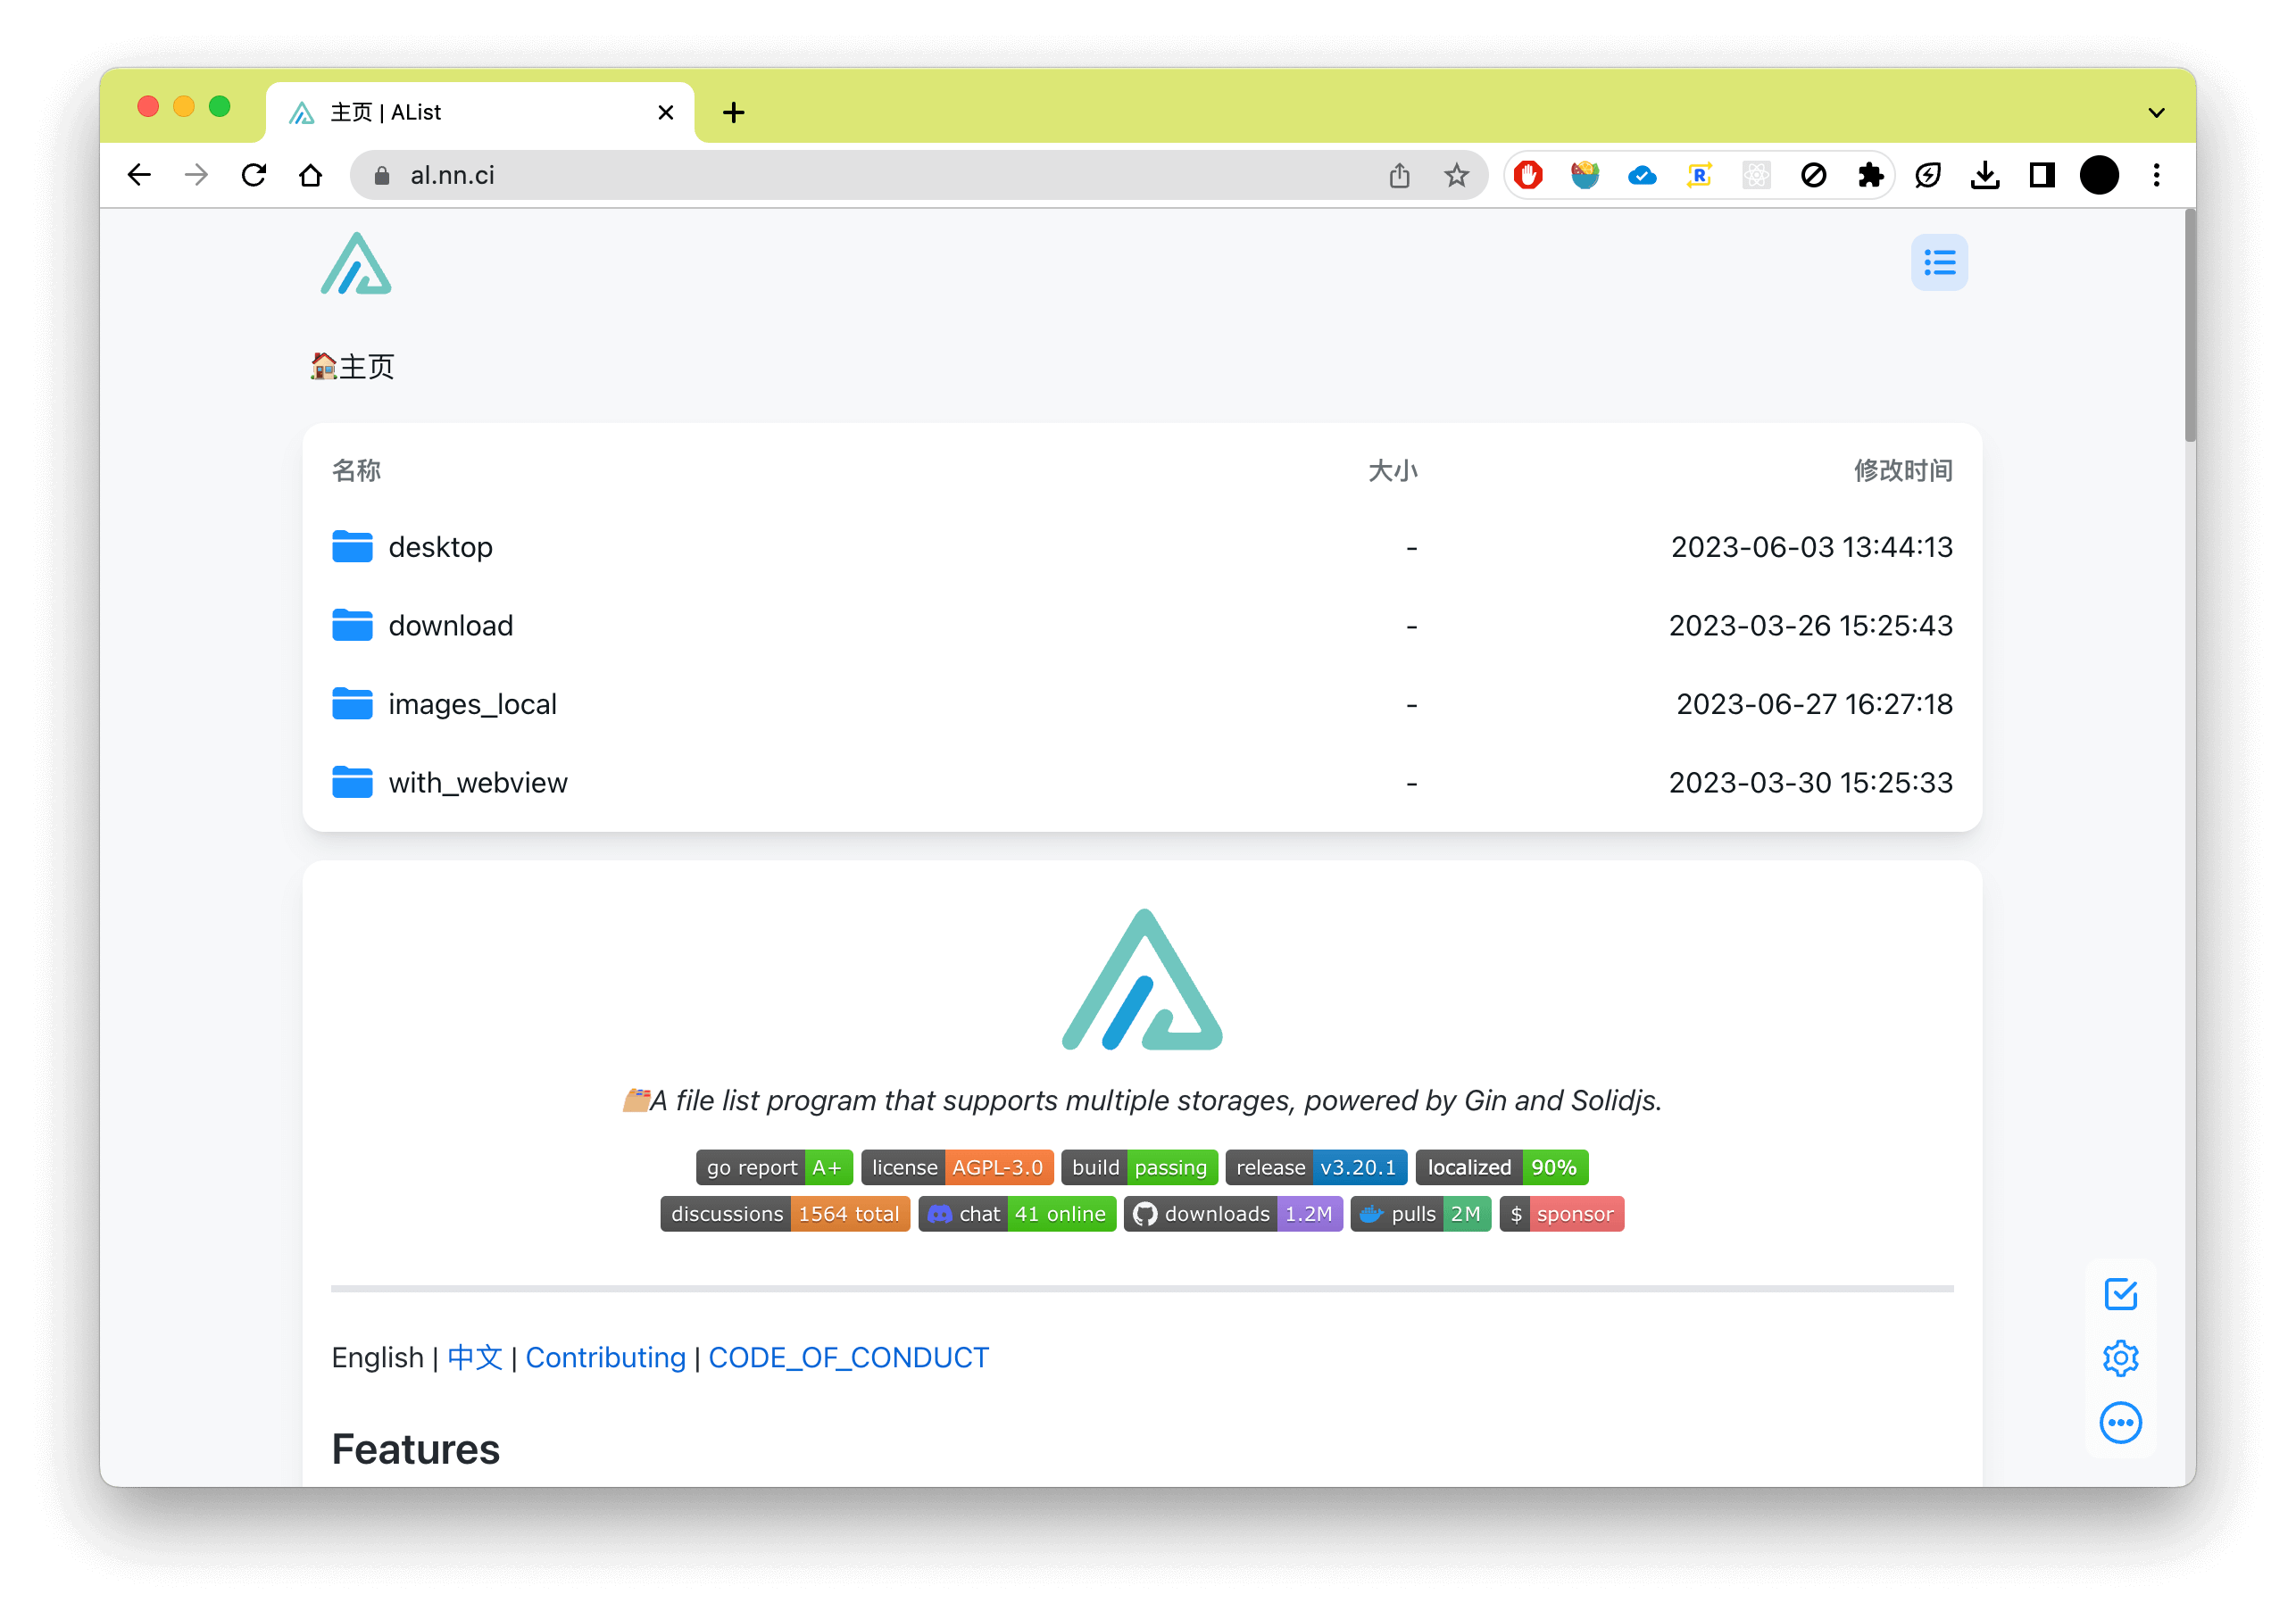 主页 | AList
al.nn.ci
🏠主页
名称 大小 修改时间
desktop - 2023-06-03 13:44:13
download - 2023-03-26 15:25:43
images_local - 2023-06-27 16:27:18
with_webview - 2023-03-30 15:25:33
🗂️A file list program that supports multiple storages, powered by Gin and Solidjs.
go report A+ license AGPL-3.0 build passing release v3.20.1 localized 90%
discussions 1564 total chat 41 online downloads 1.2M pulls 2M $ sponsor
English | 中文 | Contributing | CODE_OF_CONDUCT
Features